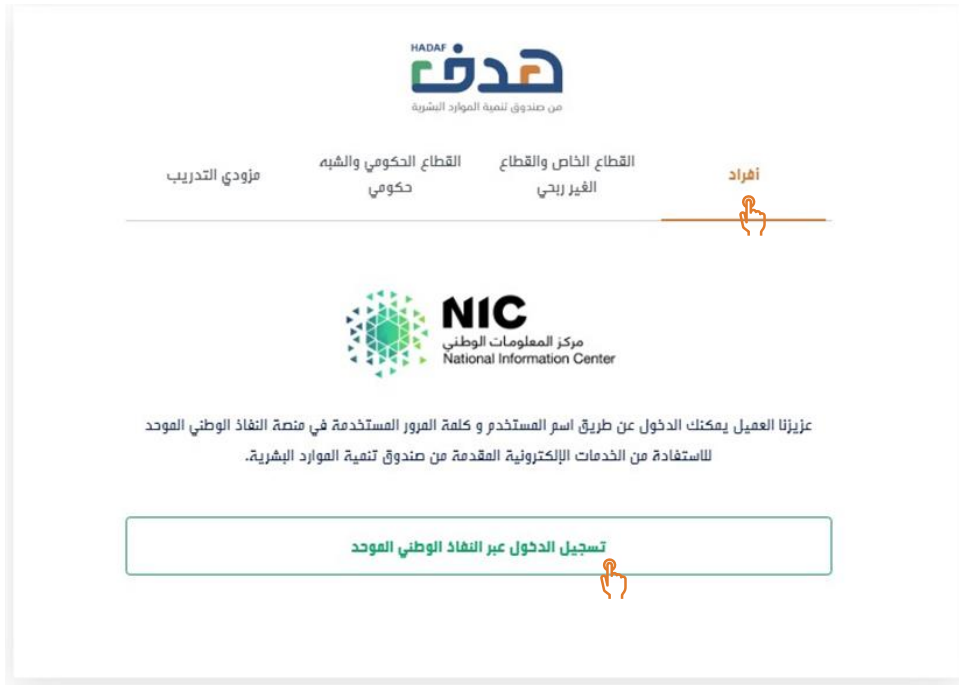 HADAF
هدف
من صندوق تنمية الموارد البشرية
أفراد
القطاع الخاص والقطاع
الغير ربحي
القطاع الحكومي والشبه
حكومي
مزودي التدريب
NIC
مركز المعلومات الوطني
National Information Center
عزيزنا العميل يمكنك الدخول عن طريق اسم المستخدم و كلمة المرور المستخدمة في منصة النفاذ الوطني الموحد
للاستفادة من الخدمات الإلكترونية المقدمة من صندوق تنمية الموارد البشرية.
تسجيل الدخول عبر النفاذ الوطني الموحد